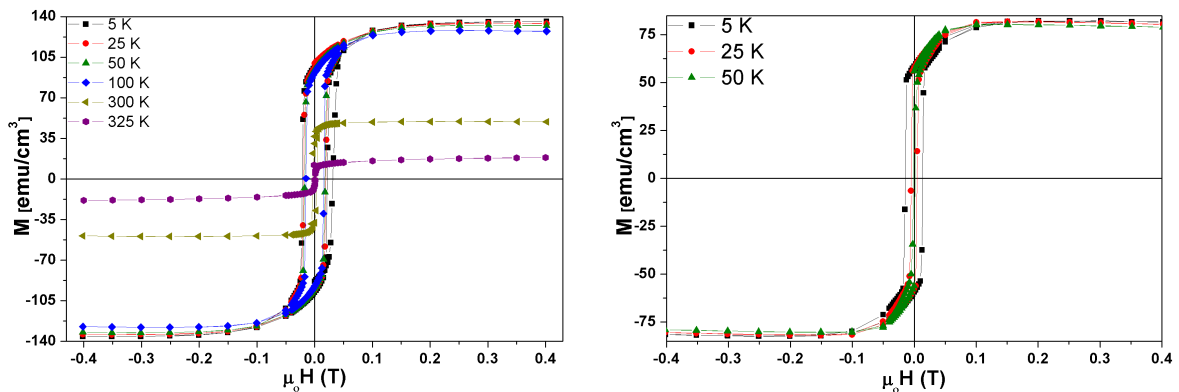 140
105
70
35
0
-35
-70
-105
-140
M [emu/cm³]
5 K
25 K
50 K
100 K
300 K
325 K
-0.4 -0.3 -0.2 -0.1 0.0 0.1 0.2 0.3 0.4
μₒH (T)
75
50
25
0
-25
-50
-75
M [emu/cm³]
5 K
25 K
50 K
-0.4 -0.3 -0.2 -0.1 0.0 0.1 0.2 0.3 0.4
μₒH (T)